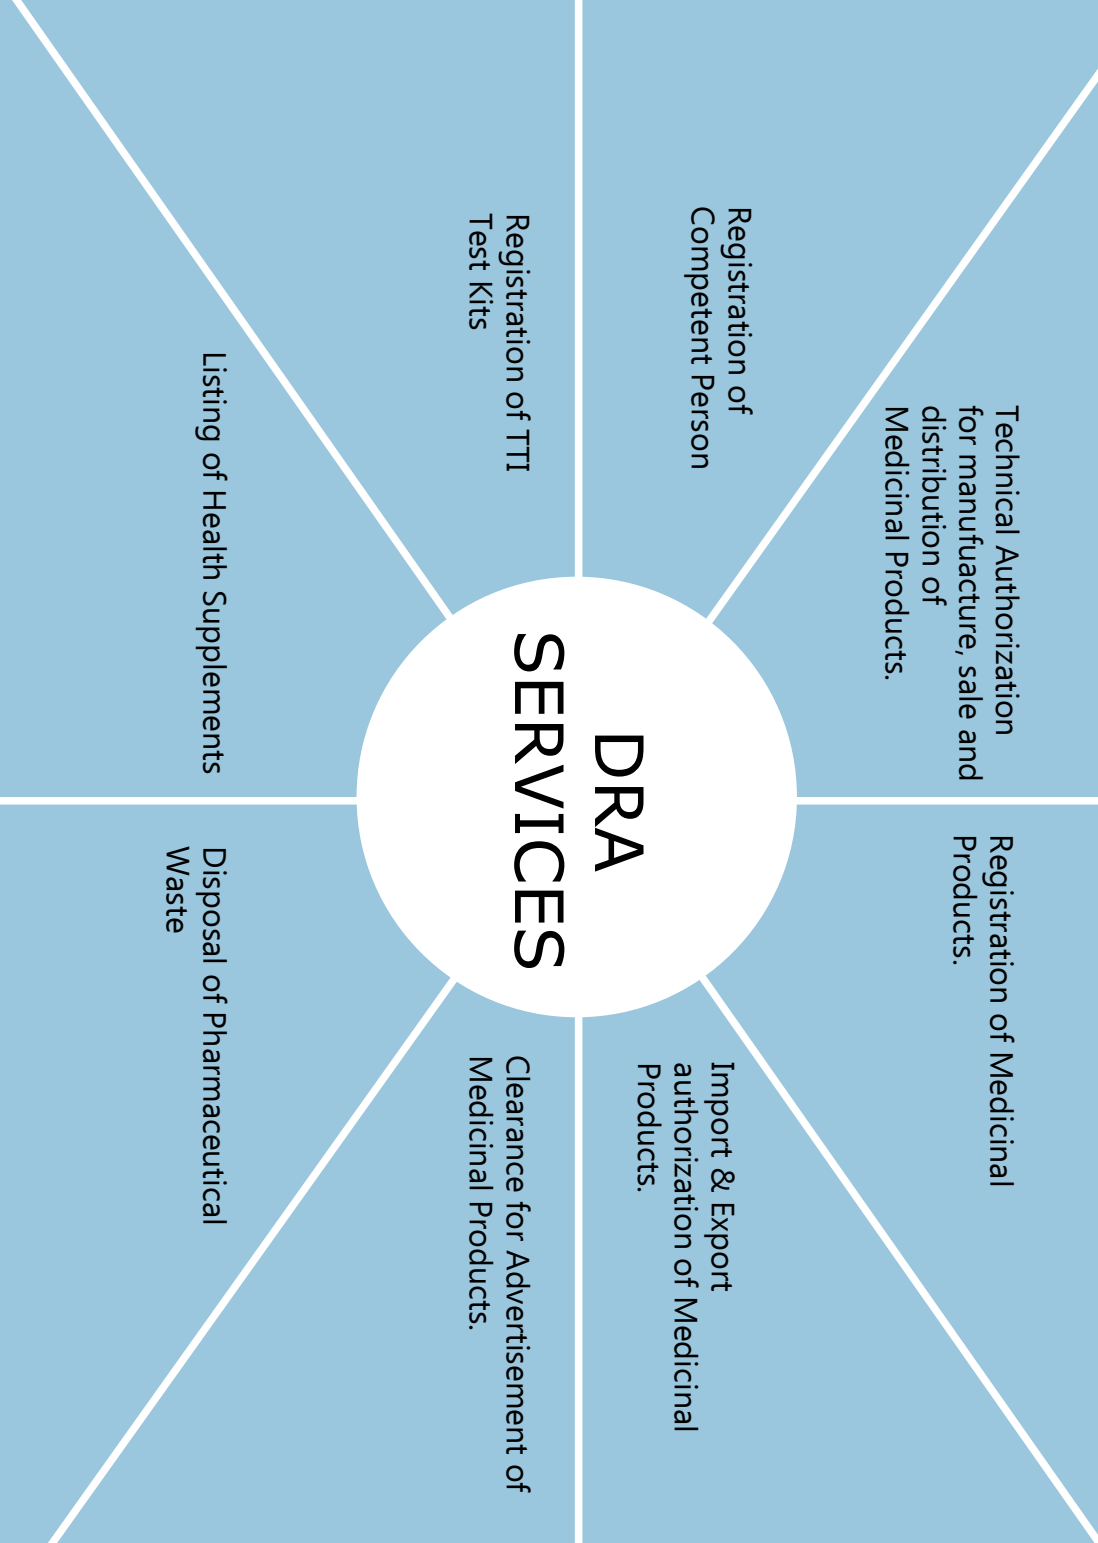 Technical Authorization
for manufuacture, sale and
distribution of
Medicinal Products.
Registration of Medicinal
Products.
Registration of
Competent Person
Import & Export
authorization of Medicinal
Products.
DRA
SERVICES
Registration of TTI
Test Kits
Clearance for Advertisement of
Medicinal Products.
Listing of Health Supplements
Disposal of Pharmaceutical
Waste